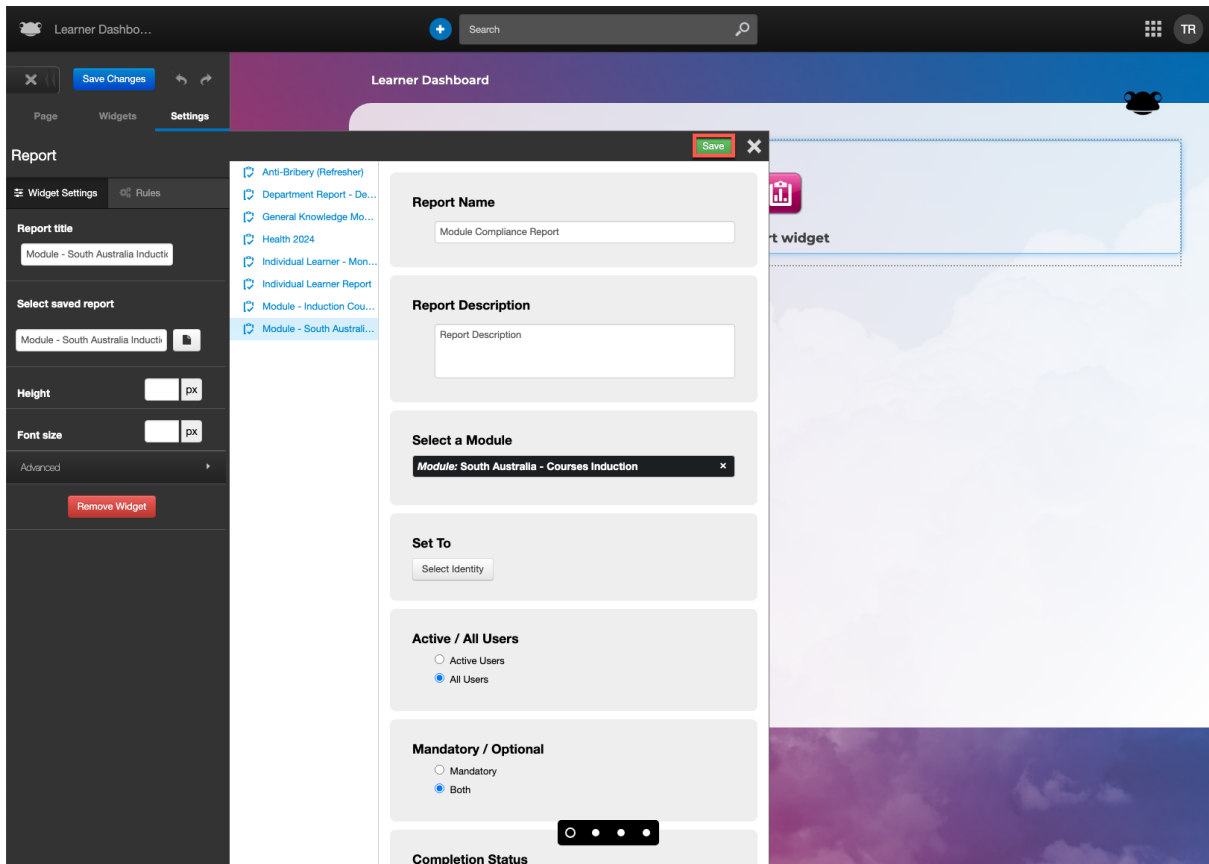 Learner Dashbo...
Search
TR
Save Changes
Page
Widgets
Settings
Learner Dashboard
Report
Widget Settings
Rules
Report title
Module - South Australia Inductic
Select saved report
Module - South Australia Inductic
Height
px
Font size
px
Advanced
Remove Widget
Save
Anti-Bribery (Refresher)
Department Report - De...
General Knowledge Mo...
Health 2024
Individual Learner - Mon...
Individual Learner Report
Module - Induction Cou...
Module - South Australi...
Report Name
Module Compliance Report
Report Description
Report Description
Select a Module
Module: South Australia - Courses Induction
Set To
Select Identity
Active / All Users
Active Users
All Users
Mandatory / Optional
Mandatory
Both
Completion Status
widget